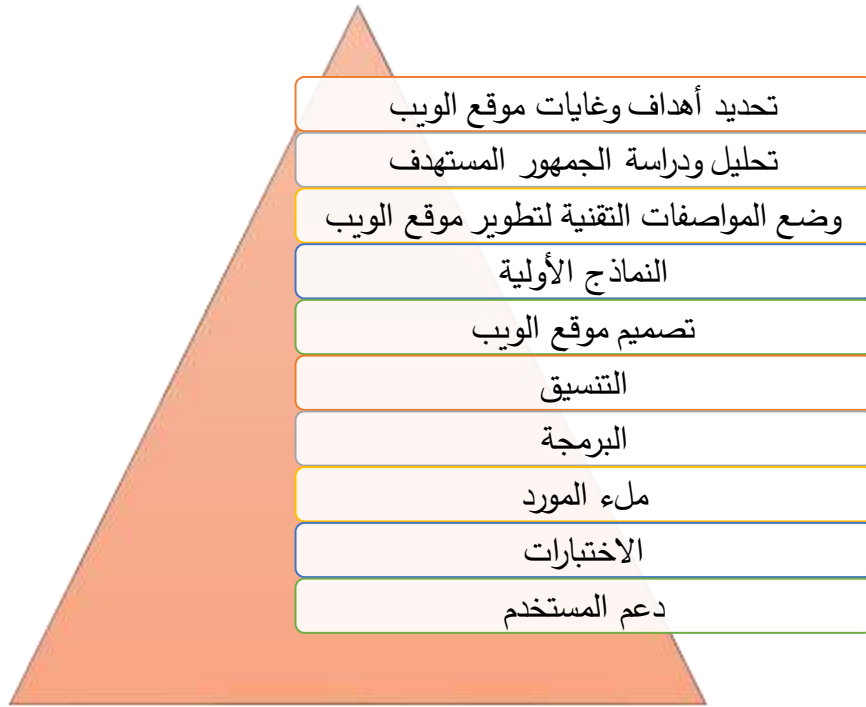 تحديد أهداف وغايات موقع الويب
تحليل ودراسة الجمهور المستهدف
وضع المواصفات التقنية لتطوير موقع الويب
النماذج الأولية
تصميم موقع الويب
التنسيق
البرمجة
ملء المورد
الاختبارات
دعم المستخدم